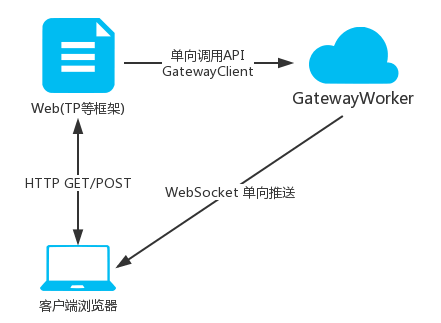 单向调用API
GatewayClient
GatewayWorker
Web(TP等框架)
HTTP GET/POST
WebSocket 单向推送
客户端浏览器